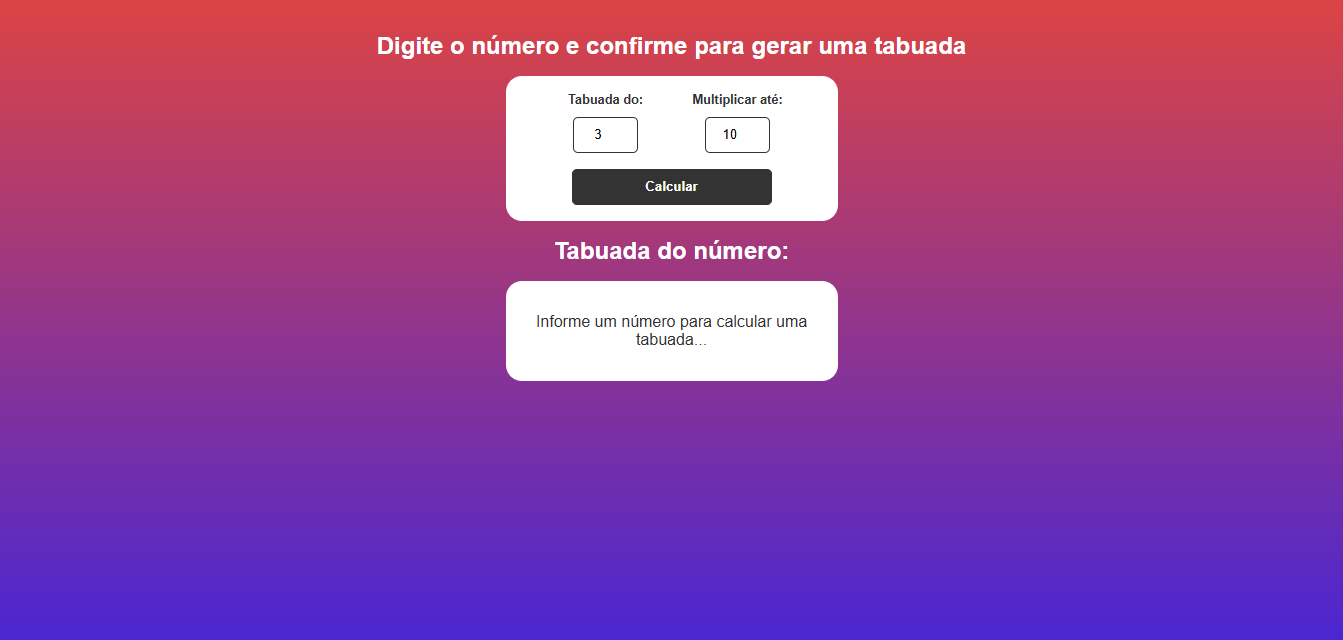 Digite o número e confirme para gerar uma tabuada
Tabuada do: Multiplicar até:
3 10
Calcular
Tabuada do número:
Informe um número para calcular uma
tabuada...